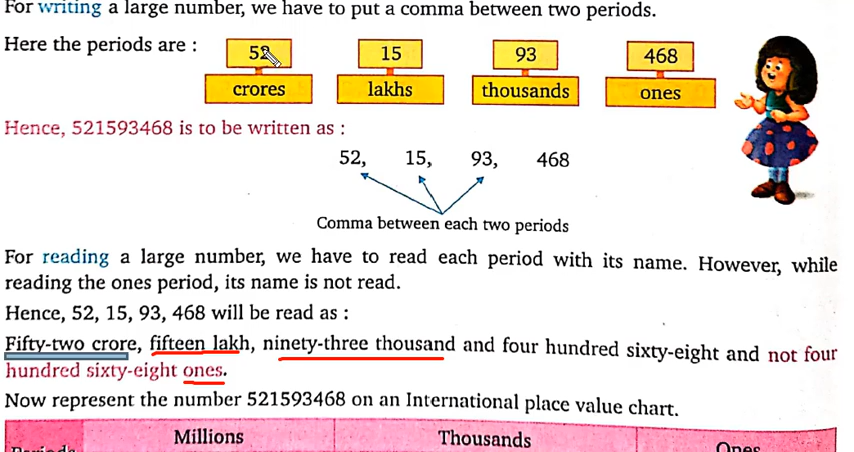 For writing a large number, we have to put a comma between two periods.
Here the periods are :
52 15 93 468
crores lakhs thousands ones
Hence, 521593468 is to be written as :
52, 15, 93, 468
Comma between each two periods
For reading a large number, we have to read each period with its name. However, while
reading the ones period, its name is not read.
Hence, 52, 15, 93, 468 will be read as :
Fifty-two crore, fifteen lakh, ninety-three thousand and four hundred sixty-eight and not four
hundred sixty-eight ones.
Now represent the number 521593468 on an International place value chart.
Periods Millions Thousands Ones